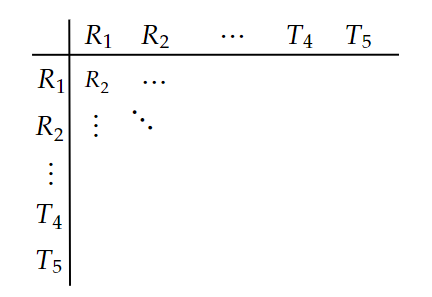 R₁ R₂ ⋯ T₄ T₅
R₁ R₂ ⋯
R₂ ⋮ ⋱
⋮
T₄
T₅